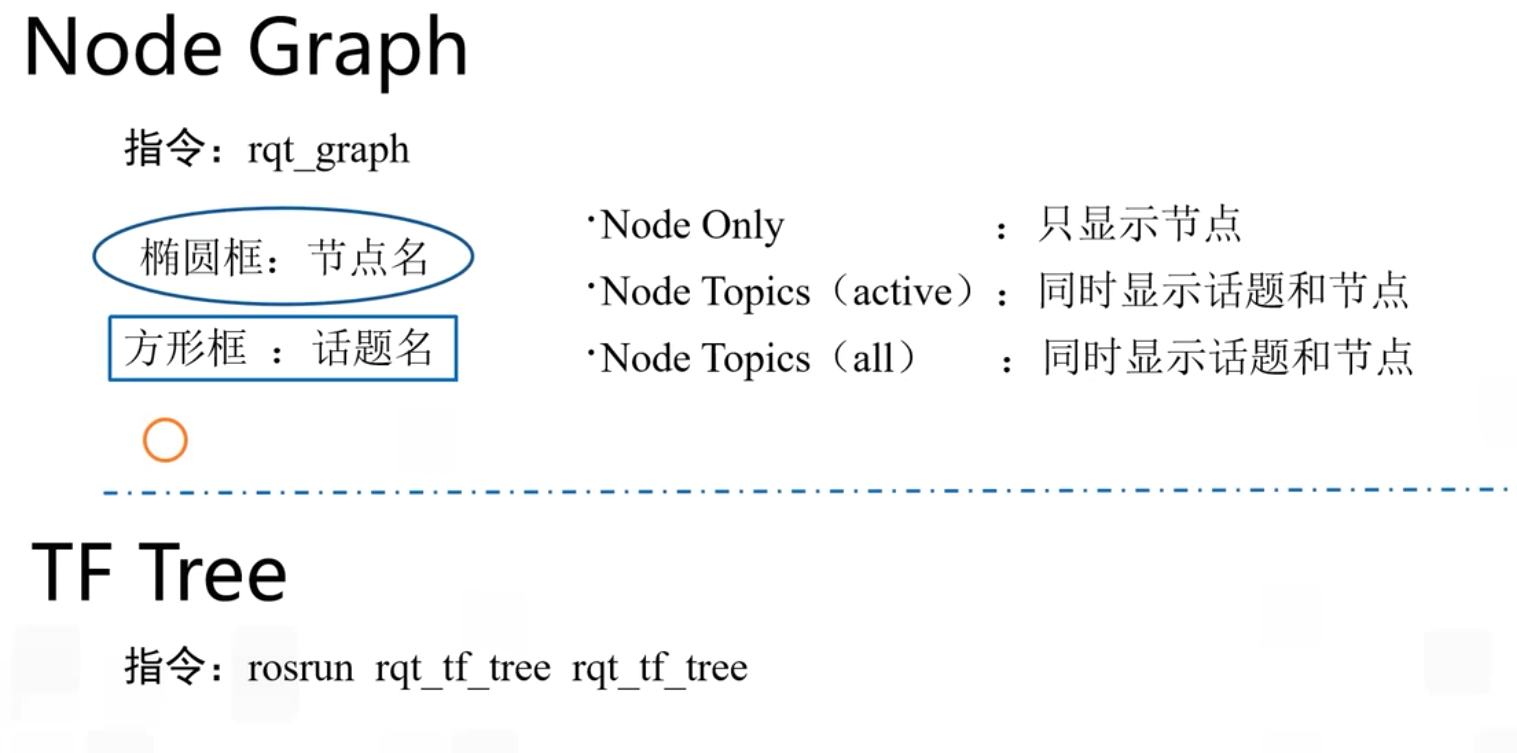 Node Graph
指令：rqt_graph
椭圆框：节点名
方形框 ：话题名
·Node Only ：只显示节点
·Node Topics（active）：同时显示话题和节点
·Node Topics（all） ：同时显示话题和节点
TF Tree
指令：rosrun rqt_tf_tree rqt_tf_tree